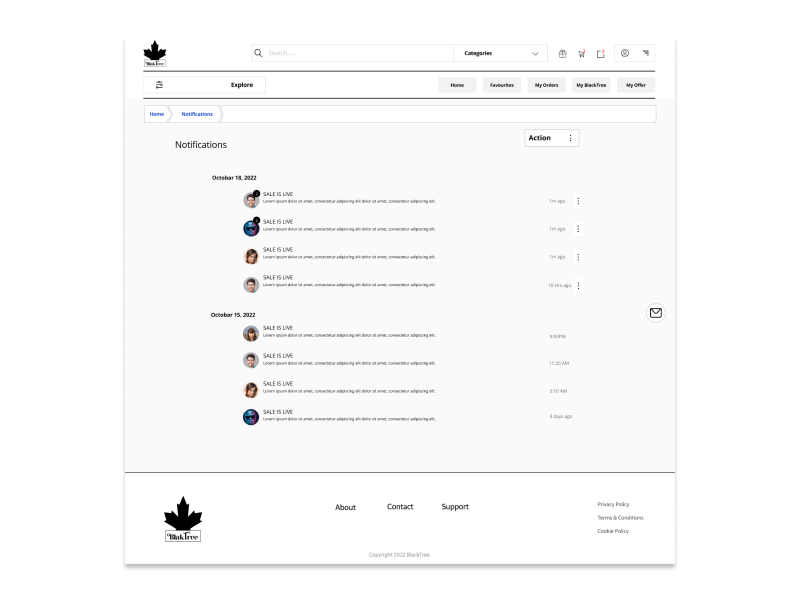 BlakTree
Search......
Categories
Explore
Home
Favourites
My Orders
My BlackTree
My Offer
Home
Notifications
Notifications
Action
Octobar 18, 2022
SALE IS LIVE
Lorem ipsum dolor sit amet, consectetur adipiscing elit dolor sit amet, consectetur adipiscing elit.
1m ago
SALE IS LIVE
Lorem ipsum dolor sit amet, consectetur adipiscing elit dolor sit amet, consectetur adipiscing elit.
1m ago
SALE IS LIVE
Lorem ipsum dolor sit amet, consectetur adipiscing elit dolor sit amet, consectetur adipiscing elit.
1m ago
SALE IS LIVE
Lorem ipsum dolor sit amet, consectetur adipiscing elit dolor sit amet, consectetur adipiscing elit.
10 Hrs ago
Octobar 15, 2022
SALE IS LIVE
Lorem ipsum dolor sit amet, consectetur adipiscing elit dolor sit amet, consectetur adipiscing elit.
9:00PM
SALE IS LIVE
Lorem ipsum dolor sit amet, consectetur adipiscing elit dolor sit amet, consectetur adipiscing elit.
11:20 AM
SALE IS LIVE
Lorem ipsum dolor sit amet, consectetur adipiscing elit dolor sit amet, consectetur adipiscing elit.
3:10 AM
SALE IS LIVE
Lorem ipsum dolor sit amet, consectetur adipiscing elit dolor sit amet, consectetur adipiscing elit.
3 days ago
BlakTree
About
Contact
Support
Privacy Policy
Terms & Conditions
Cookie Policy
Copyright 2022 BlackTree.